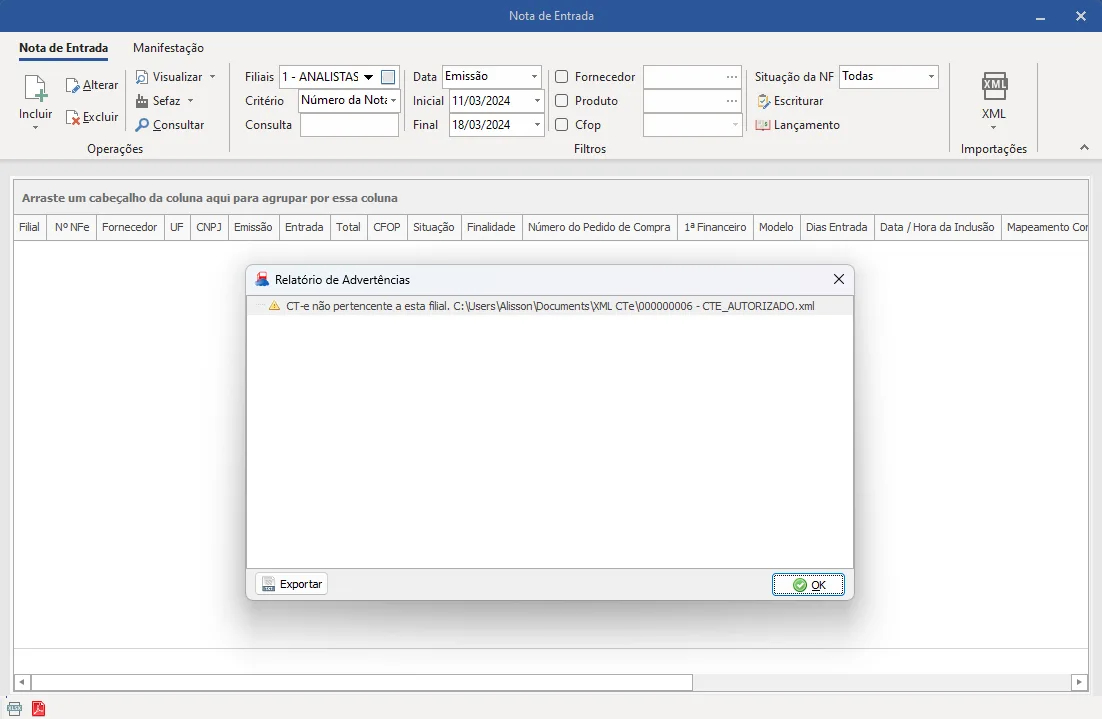 Nota de Entrada
Nota de Entrada Manifestação
Incluir
Alterar
Excluir
Visualizar
Sefaz
Consultar
Operações
Filiais 1 - ANALISTAS
Critério Número da Nota
Consulta
Data Emissão
Inicial 11/03/2024
Final 18/03/2024
Fornecedor
Produto
Cfop
Situação da NF Todas
Escriturar
Lançamento
Filtros
XML
XML
Importações
Arraste um cabeçalho da coluna aqui para agrupar por essa coluna
Filial Nº NFe Fornecedor UF CNPJ Emissão Entrada Total CFOP Situação Finalidade Número do Pedido de Compra 1ª Financeiro Modelo Dias Entrada Data / Hora da Inclusão Mapeamento Con
Relatório de Advertências
CT-e não pertencente a esta filial. C:\Users\Alisson\Documents\XML CTe\000000006 - CTE_AUTORIZADO.xml
Exportar
OK